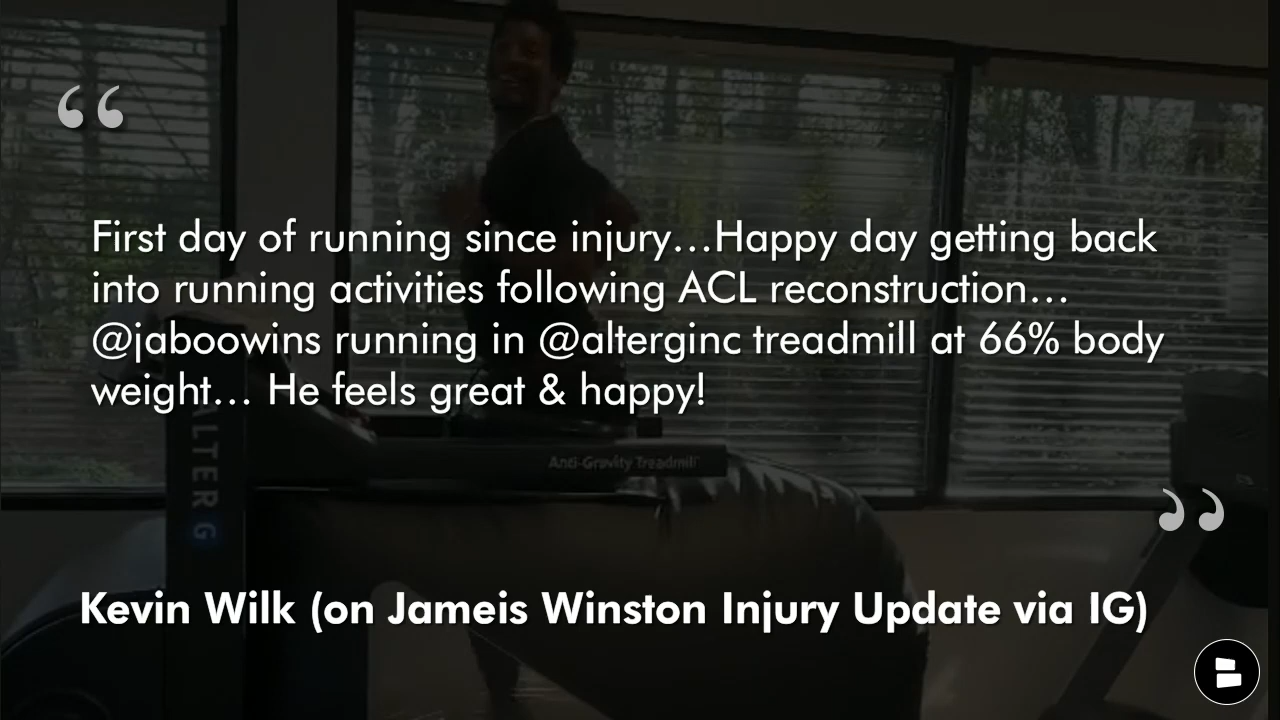 “
First day of running since injury…Happy day getting back
into running activities following ACL reconstruction…
@jaboowins running in @alterginc treadmill at 66% body
weight… He feels great & happy!
ALTER G
Anti-Gravity Treadmill
”
Kevin Wilk (on Jameis Winston Injury Update via IG)